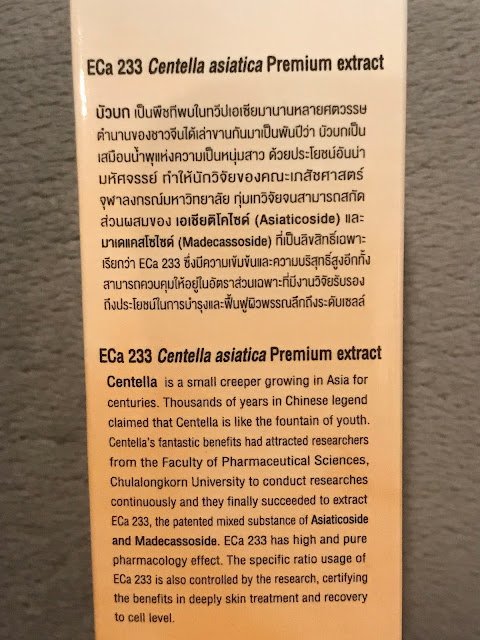 ECa 233 Centella asiatica Premium extract
บัวบก เป็นพืชที่พบในทวีปเอเชียมานานหลายศตวรรษ
ตำนานของชาวจีนได้เล่าขานกันมาเป็นพันปีว่า บัวบกเป็น
เสมือนน้ำพุแห่งความเป็นหนุ่มสาว ด้วยประโยชน์อันน่า
มหัศจรรย์ ทำให้นักวิจัยของคณะเภสัชศาสตร์
จุฬาลงกรณ์มหาวิทยาลัย ทุ่มเทวิจัยจนสามารถสกัด
ส่วนผสมของ เอเชียติโคไซด์ (Asiaticoside) และ
มาเดแคสโซไซด์ (Madecassoside) ที่เป็นลิขสิทธิ์เฉพาะ
เรียกว่า ECa 233 ซึ่งมีความเข้มข้นและความบริสุทธิ์สูงอีกทั้ง
สามารถควบคุมให้อยู่ในอัตราส่วนเฉพาะที่มีงานวิจัยรับรอง
ถึงประโยชน์ในการบำรุงและฟื้นฟูผิวพรรณลึกถึงระดับเซลล์
ECa 233 Centella asiatica Premium extract
Centella is a small creeper growing in Asia for
centuries. Thousands of years in Chinese legend
claimed that Centella is like the fountain of youth.
Centella's fantastic benefits had attracted researchers
from the Faculty of Pharmaceutical Sciences,
Chulalongkorn University to conduct researches
continuously and they finally succeeded to extract
ECa 233, the patented mixed substance of Asiaticoside
and Madecassoside. ECa 233 has high and pure
pharmacology effect. The specific ratio usage of
ECa 233 is also controlled by the research, certifying
the benefits in deeply skin treatment and recovery
to cell level.